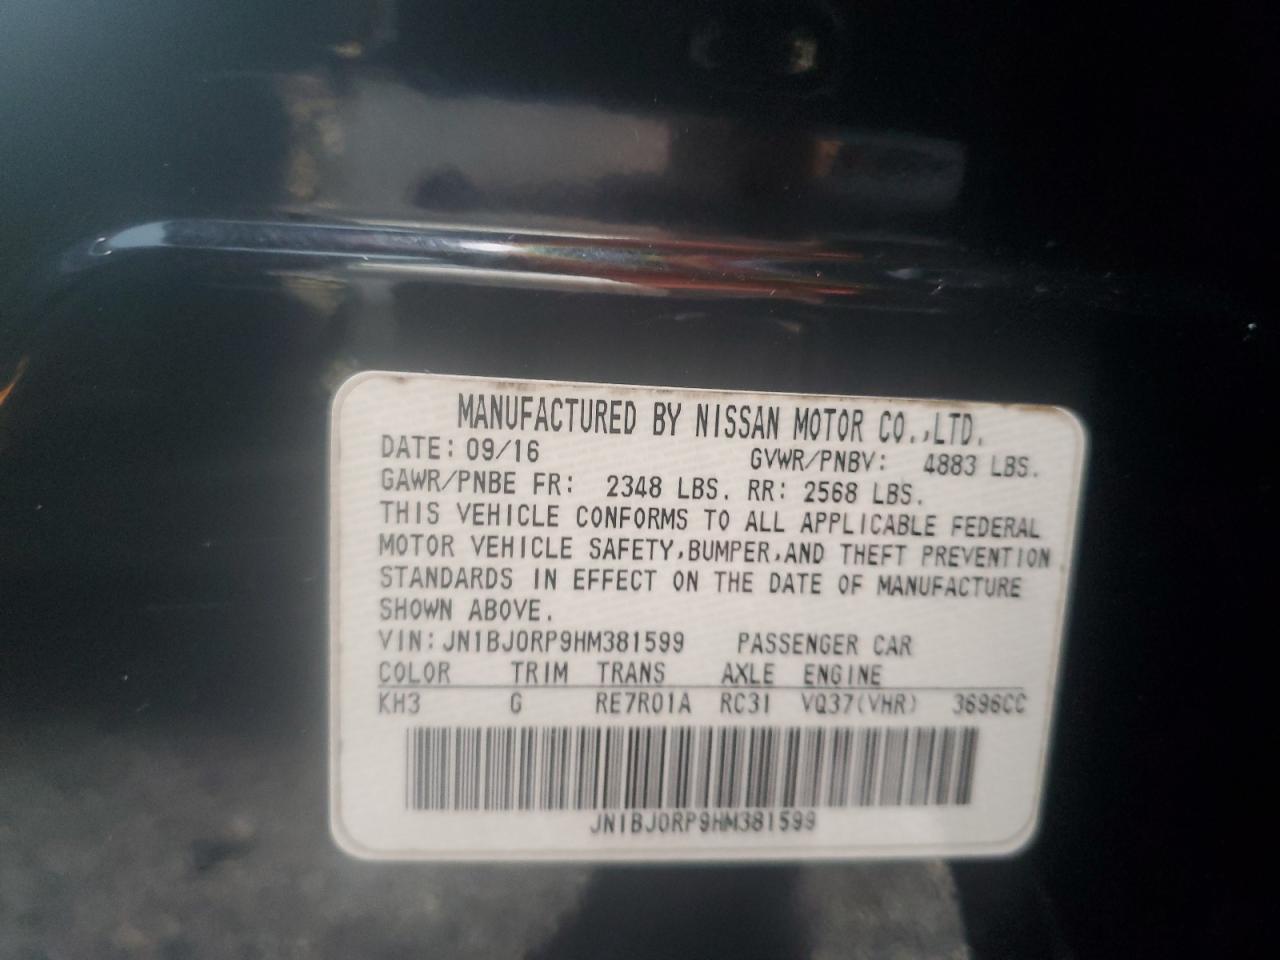 MANUFACTURED BY NISSAN MOTOR CO.,LTD.
DATE: 09/16 GVWR/PNBV: 4883 LBS.
GAWR/PNBE FR: 2348 LBS. RR: 2568 LBS.
THIS VEHICLE CONFORMS TO ALL APPLICABLE FEDERAL
MOTOR VEHICLE SAFETY,BUMPER,AND THEFT PREVENTION
STANDARDS IN EFFECT ON THE DATE OF MANUFACTURE
SHOWN ABOVE.
VIN: JN1BJ0RP9HM381599 PASSENGER CAR
COLOR TRIM TRANS AXLE ENGINE
KH3 G RE7R01A RC31 VQ37(VHR) 3696CC
JN1BJ0RP9HM381599